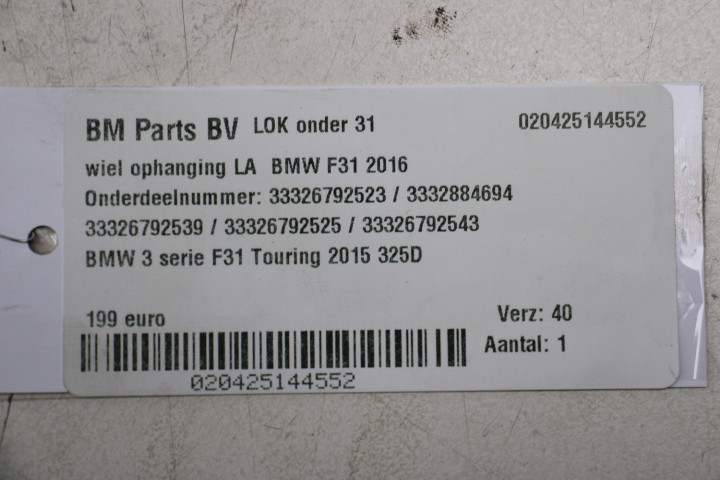 BM Parts BV LOK onder 31 020425144552
wiel ophanging LA BMW F31 2016
Onderdeelnummer: 33326792523 / 3332884694
33326792539 / 33326792525 / 33326792543
BMW 3 serie F31 Touring 2015 325D
199 euro Verz: 40
Aantal: 1
020425144552